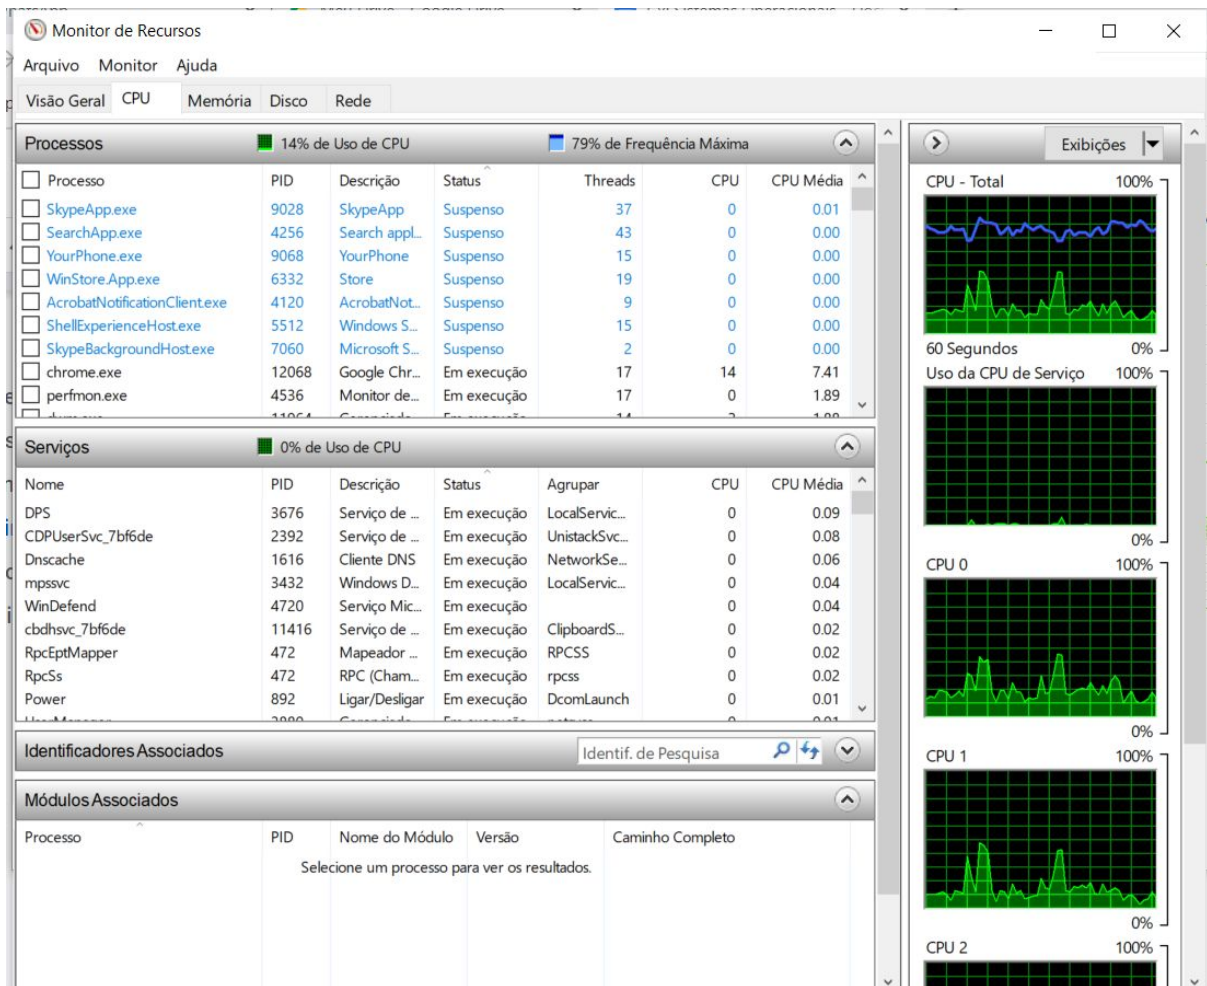 Monitor de Recursos
Arquivo Monitor Ajuda
Visão Geral CPU Memória Disco Rede
Processos 14% de Uso de CPU 79% de Frequência Máxima
Processo PID Descrição Status Threads CPU CPU Média
SkypeApp.exe 9028 SkypeApp Suspenso 37 0 0.01
SearchApp.exe 4256 Search appl... Suspenso 43 0 0.00
YourPhone.exe 9068 YourPhone Suspenso 15 0 0.00
WinStore.App.exe 6332 Store Suspenso 19 0 0.00
AcrobatNotificationClient.exe 4120 AcrobatNot... Suspenso 9 0 0.00
ShellExperienceHost.exe 5512 Windows S... Suspenso 15 0 0.00
SkypeBackgroundHost.exe 7060 Microsoft S... Suspenso 2 0 0.00
chrome.exe 12068 Google Chr... Em execução 17 14 7.41
perfmon.exe 4536 Monitor de... Em execução 17 0 1.89
Serviços 0% de Uso de CPU
Nome PID Descrição Status Agrupar CPU CPU Média
DPS 3676 Serviço de ... Em execução LocalServic... 0 0.09
CDPUserSvc_7bf6de 2392 Serviço de ... Em execução UnistackSvc... 0 0.08
Dnscache 1616 Cliente DNS Em execução NetworkSe... 0 0.06
mpssvc 3432 Windows D... Em execução LocalServic... 0 0.04
WinDefend 4720 Serviço Mic... Em execução 0 0.04
cbdhsvc_7bf6de 11416 Serviço de ... Em execução ClipboardS... 0 0.02
RpcEptMapper 472 Mapeador ... Em execução RPCSS 0 0.02
RpcSs 472 RPC (Cham... Em execução rpcss 0 0.02
Power 892 Ligar/Desligar Em execução DcomLaunch 0 0.01
Identificadores Associados Identif. de Pesquisa
Módulos Associados
Processo PID Nome do Módulo Versão Caminho Completo
Selecione um processo para ver os resultados.
Exibições
CPU - Total 100%
60 Segundos 0%
Uso da CPU de Serviço 100%
0%
CPU 0 100%
0%
CPU 1 100%
0%
CPU 2 100%